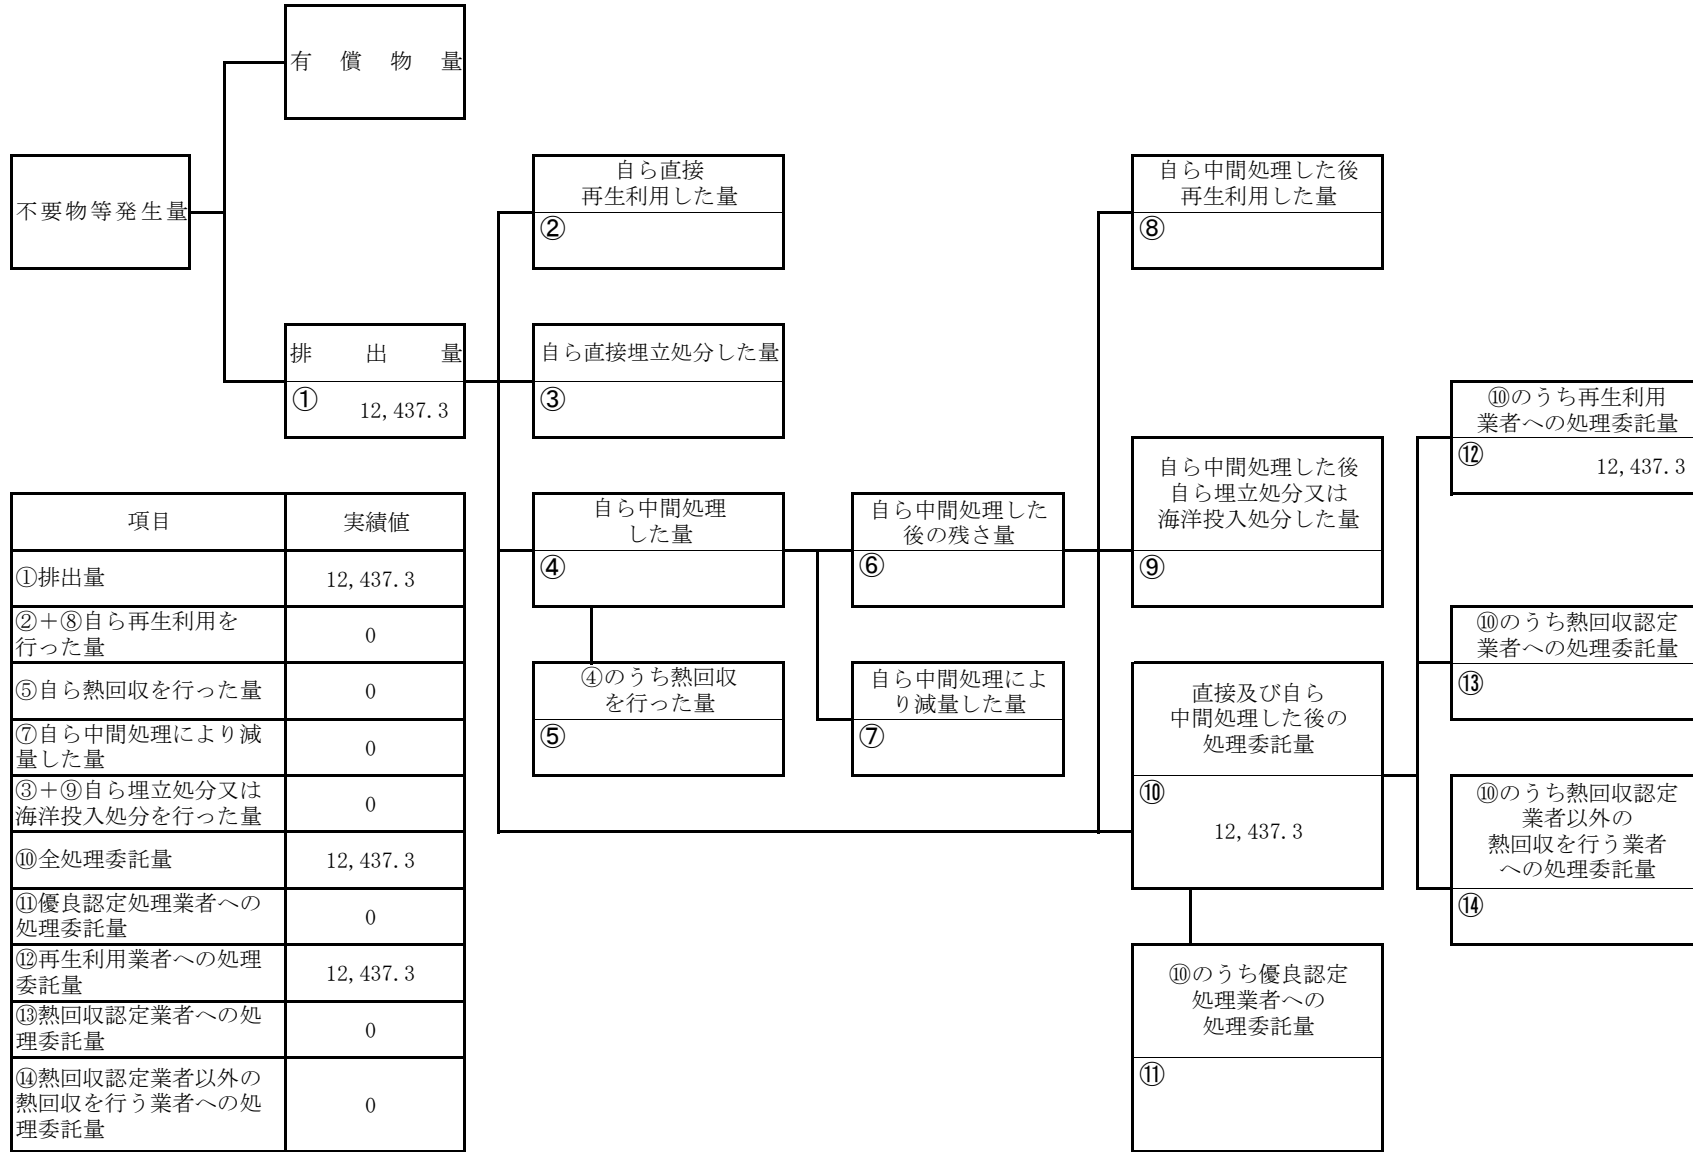 有償物量
不要物等発生量
排出量
①
12,437.3
自ら直接
再生利用した量
②
自ら直接埋立処分した量
③
自ら中間処理
した量
④
④のうち熱回収
を行った量
⑤
自ら中間処理した
後の残さ量
⑥
自ら中間処理によ
り減量した量
⑦
自ら中間処理した後
再生利用した量
⑧
自ら中間処理した後
自ら埋立処分又は
海洋投入処分した量
⑨
直接及び自ら
中間処理した後の
処理委託量
⑩
12,437.3
⑩のうち優良認定
処理業者への
処理委託量
⑪
⑩のうち再生利用
業者への処理委託量
⑫
12,437.3
⑩のうち熱回収認定
業者への処理委託量
⑬
⑩のうち熱回収認定
業者以外の
熱回収を行う業者
への処理委託量
⑭
項目 実績値
①排出量 12,437.3
②+⑧自ら再生利用を
行った量
0
⑤自ら熱回収を行った量 0
⑦自ら中間処理により減
量した量
0
③+⑨自ら埋立処分又は
海洋投入処分を行った量
0
⑩全処理委託量 12,437.3
⑪優良認定処理業者への
処理委託量
0
⑫再生利用業者への処理
委託量
12,437.3
⑬熱回収認定業者への処
理委託量
0
⑭熱回収認定業者以外の
熱回収を行う業者への処
理委託量
0